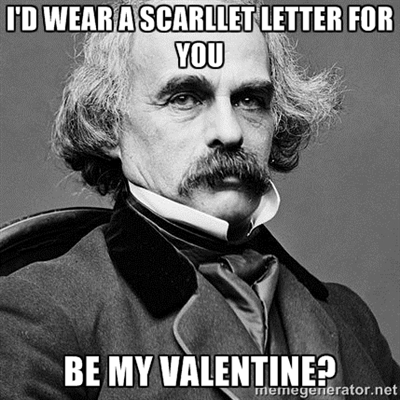 I'D WEAR A SCARLLET LETTER FOR
YOU
BE MY VALENTINE?
memegenerator.net